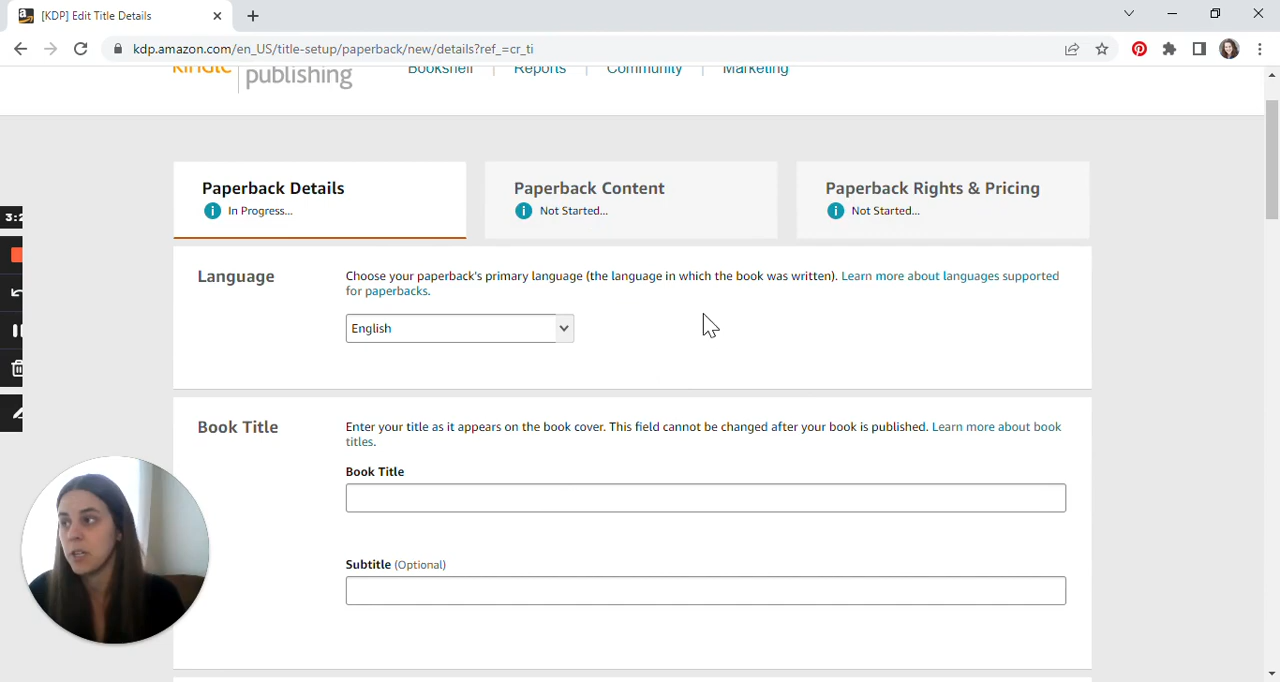 [KDP] Edit Title Details
kdp.amazon.com/en_US/title-setup/paperback/new/details?ref_=cr_ti
kindle
publishing
Bookshelf | Reports | Community | Marketing
Paperback Details
In Progress...
Paperback Content
Not Started...
Paperback Rights & Pricing
Not Started...
Language
Choose your paperback's primary language (the language in which the book was written). Learn more about languages supported
for paperbacks.
English
Book Title
Enter your title as it appears on the book cover. This field cannot be changed after your book is published. Learn more about book
titles.
Book Title
Subtitle (Optional)